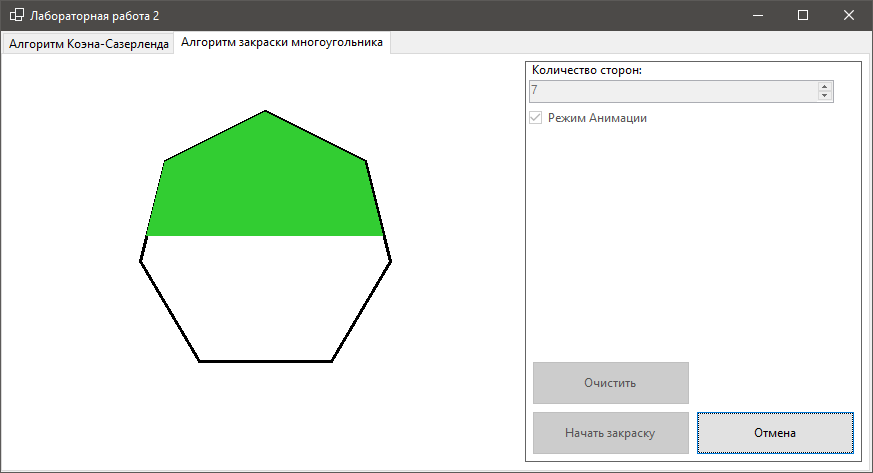 Лабораторная работа 2
Алгоритм Коэна-Сазерленда
Алгоритм закраски многоугольника
Количество сторон:
7
Режим Анимации
Очистить
Начать закраску
Отмена